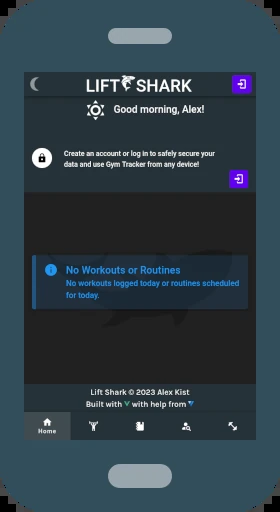 LIFT SHARK
Good morning, Alex!
Create an account or log in to safely secure your
data and use Gym Tracker from any device!
No Workouts or Routines
No workouts logged today or routines scheduled
for today.
Lift Shark © 2023 Alex Kist
Built with with help from
Home